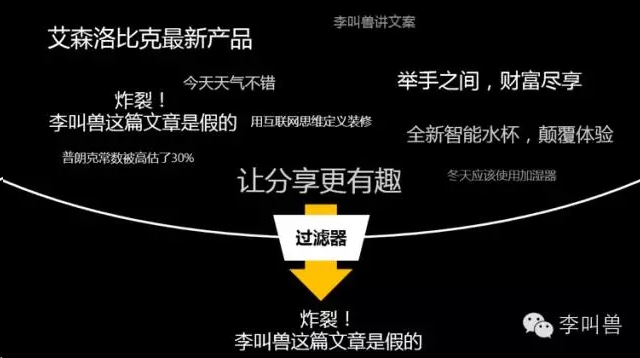 李叫兽讲文案
艾森洛比克最新产品
今天天气不错
举手之间，财富尽享
炸裂！
李叫兽这篇文章是假的
用互联网思维定义装修
全新智能水杯，颠覆体验
普朗克常数被高估了30%
让分享更有趣
冬天应该使用加湿器
过滤器
炸裂！
李叫兽这篇文章是假的
李叫兽